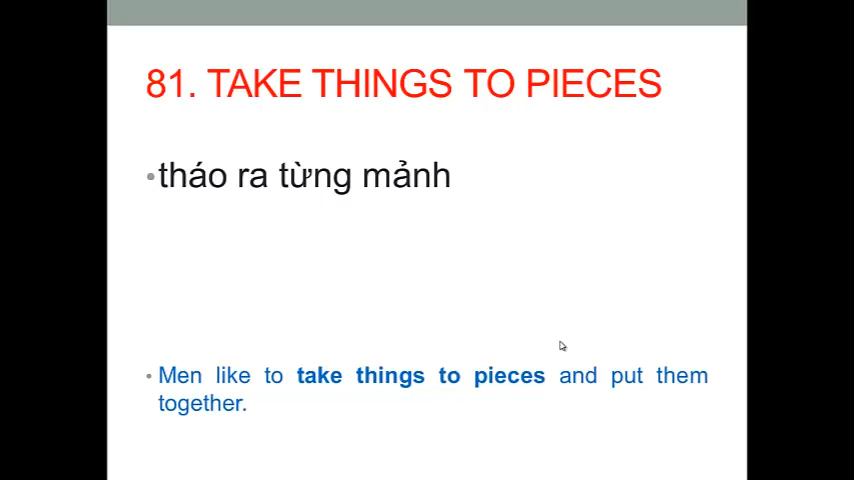 81. TAKE THINGS TO PIECES
•tháo ra từng mảnh
• Men like to take things to pieces and put them
together.